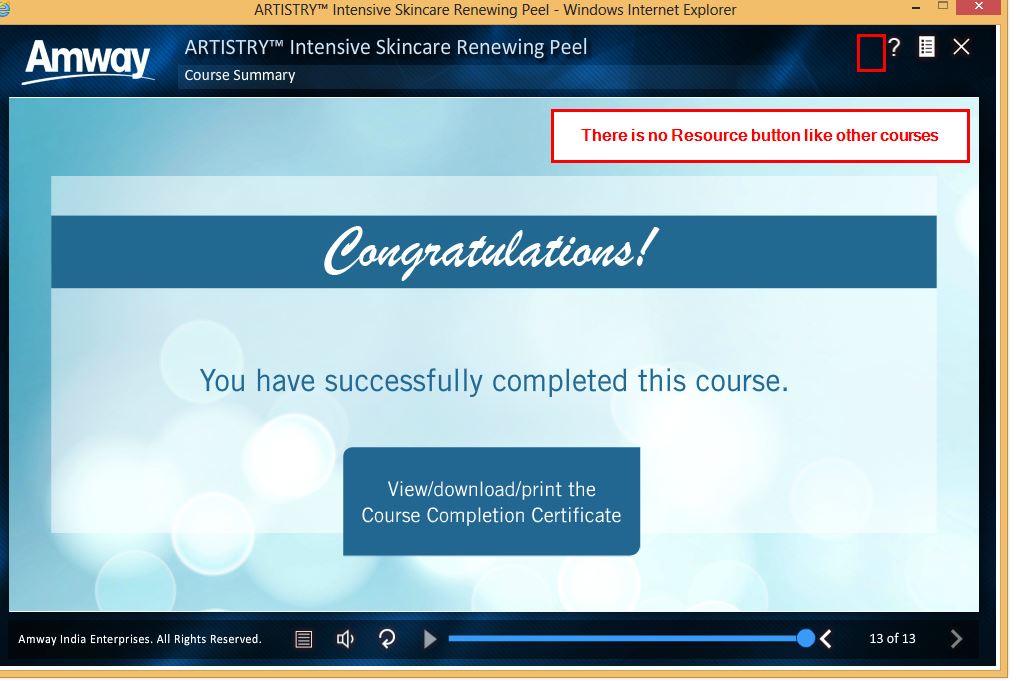 ARTISTRY™ Intensive Skincare Renewing Peel - Windows Internet Explorer
Amway
ARTISTRY™ Intensive Skincare Renewing Peel
?
Course Summary
There is no Resource button like other courses
Congratulations!
You have successfully completed this course.
View/download/print the
Course Completion Certificate
Amway India Enterprises. All Rights Reserved.
13 of 13